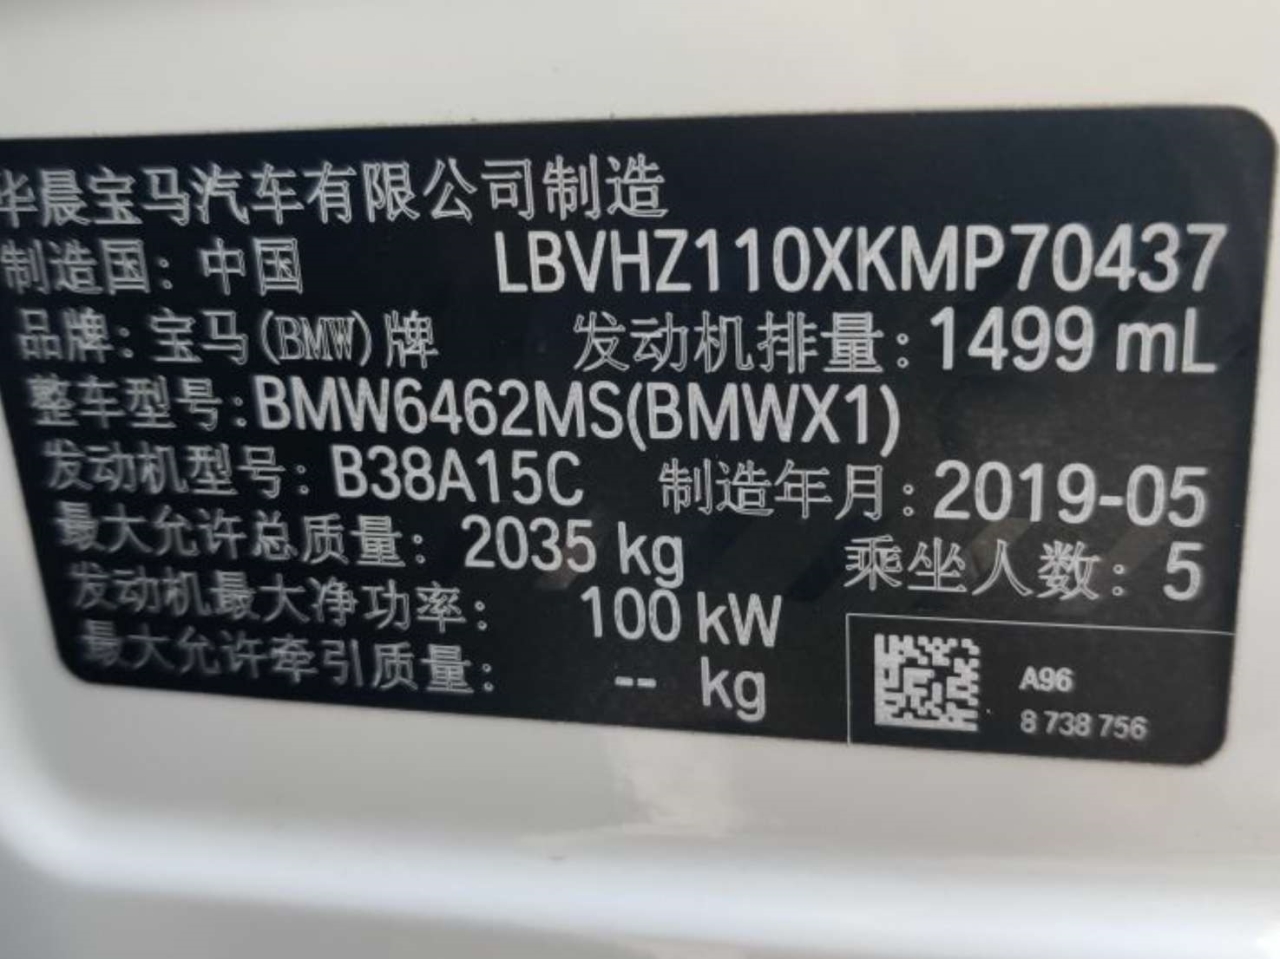 华晨宝马汽车有限公司制造
制造国：中国 LBVHZ110XKMP70437
品牌：宝马(BMW)牌 发动机排量：1499 mL
整车型号：BMW6462MS(BMWX1)
发动机型号：B38A15C 制造年月：2019-05
最大允许总质量：2035 kg 乘坐人数：5
发动机最大净功率：100 kW
最大允许牵引质量：-- kg
A96
8 738 756